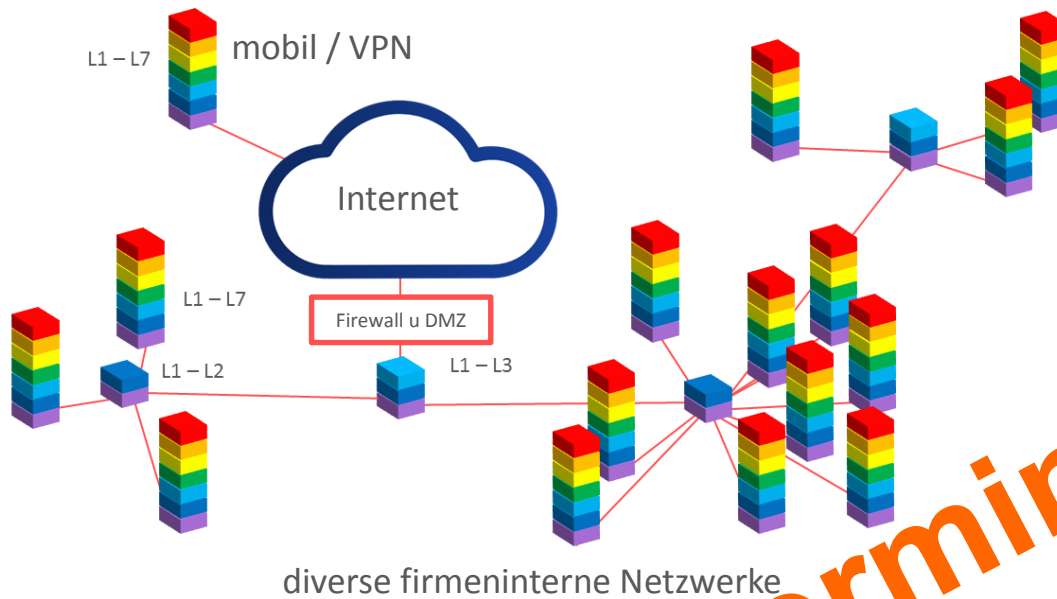 L1 – L7
mobil / VPN
Internet
L1 – L7
Firewall u DMZ
L1 – L2
L1 – L3
diverse firmeninterne Netzwerke